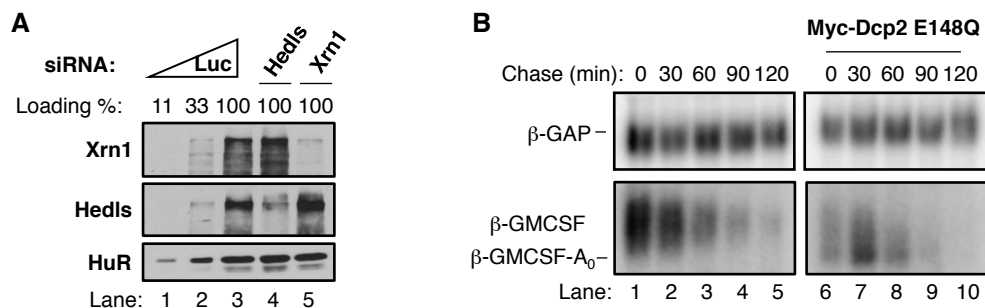 A
siRNA: Luc Hedls Xrn1
Loading %: 11 33 100 100 100
Xrn1
Hedls
HuR
Lane: 1 2 3 4 5
B
Myc-Dcp2 E148Q
Chase (min): 0 30 60 90 120 0 30 60 90 120
β-GAP
β-GMCSF
β-GMCSF-A₀
Lane: 1 2 3 4 5 6 7 8 9 10